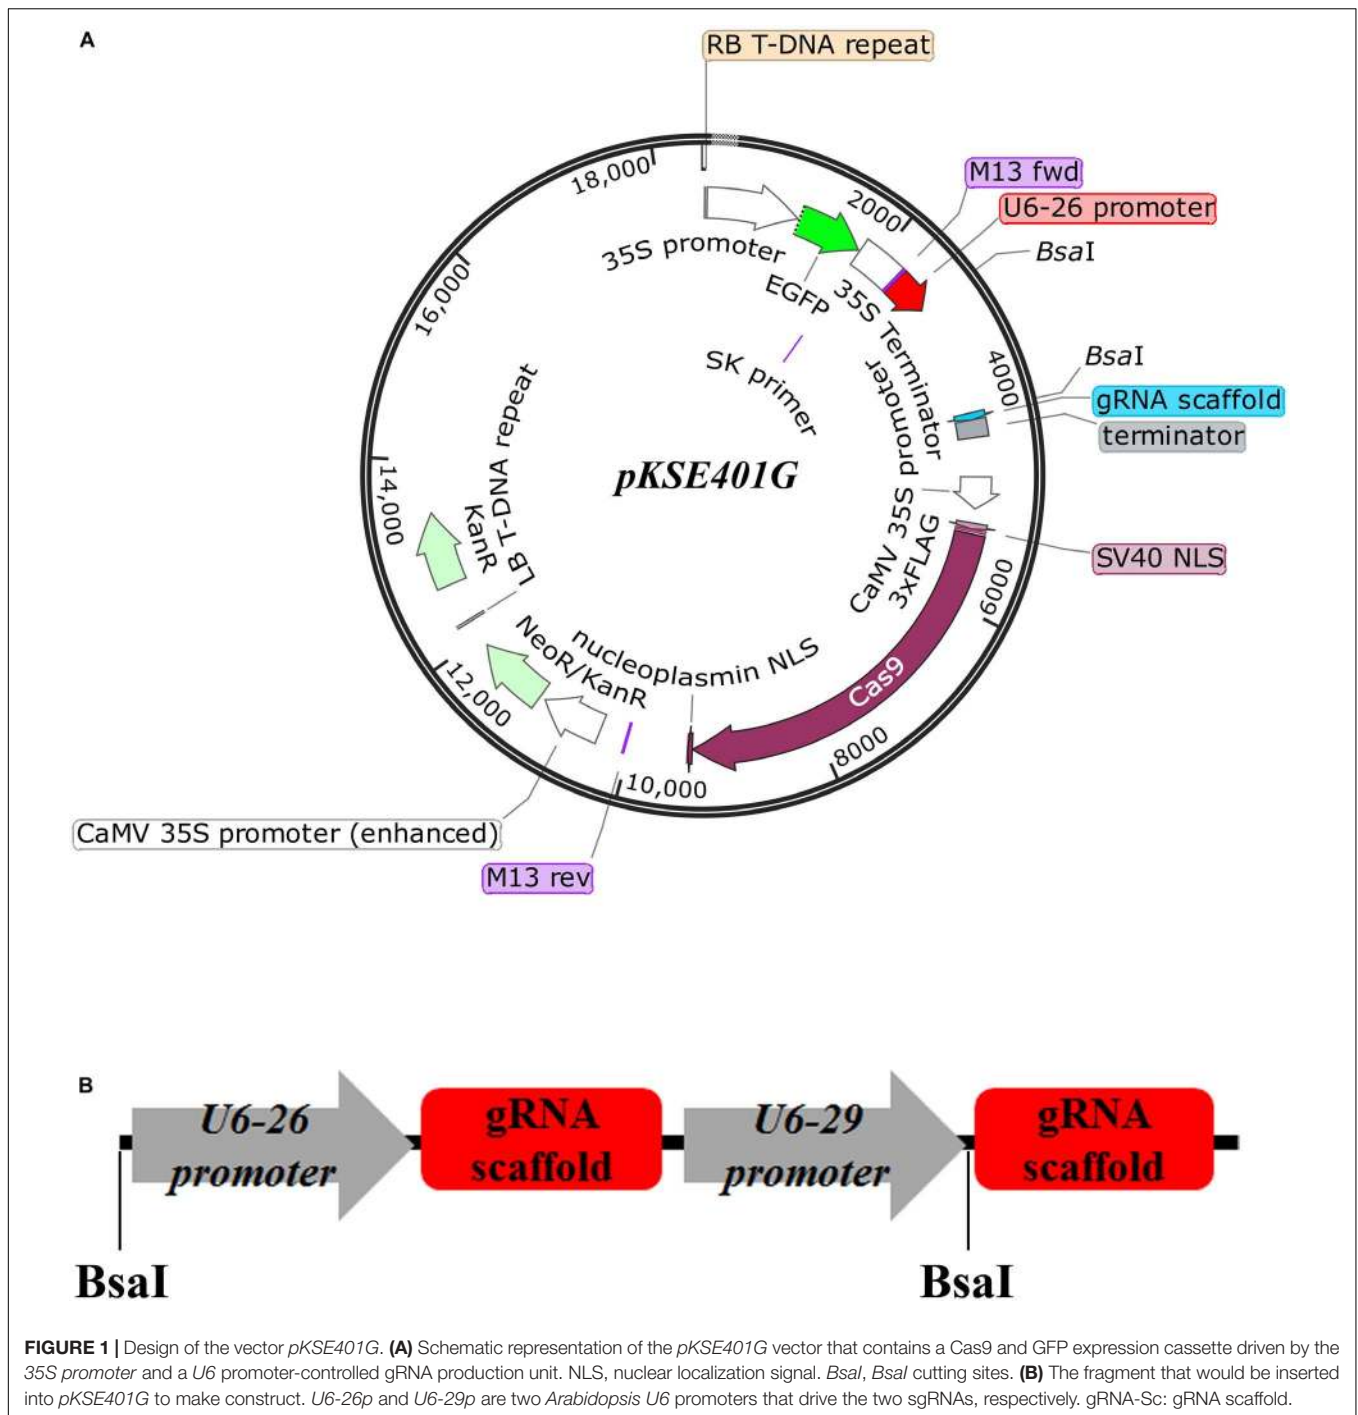 A
RB T-DNA repeat
M13 fwd
U6-26 promoter
BsaI
18,000
2000
35S promoter
EGFP
35S Terminator
16,000
4000
BsaI
gRNA scaffold
terminator
SK primer
CaMV 35S promoter
LB T-DNA repeat
pKSE401G
14,000
KanR
3xFLAG
SV40 NLS
6000
Cas9
nucleoplasmin NLS
NeoR/KanR
12,000
8000
10,000
CaMV 35S promoter (enhanced)
M13 rev
B
U6-26
promoter
gRNA
scaffold
U6-29
promoter
gRNA
scaffold
BsaI
BsaI
FIGURE 1 | Design of the vector pKSE401G. (A) Schematic representation of the pKSE401G vector that contains a Cas9 and GFP expression cassette driven by the
35S promoter and a U6 promoter-controlled gRNA production unit. NLS, nuclear localization signal. BsaI, BsaI cutting sites. (B) The fragment that would be inserted
into pKSE401G to make construct. U6-26p and U6-29p are two Arabidopsis U6 promoters that drive the two sgRNAs, respectively. gRNA-Sc: gRNA scaffold.